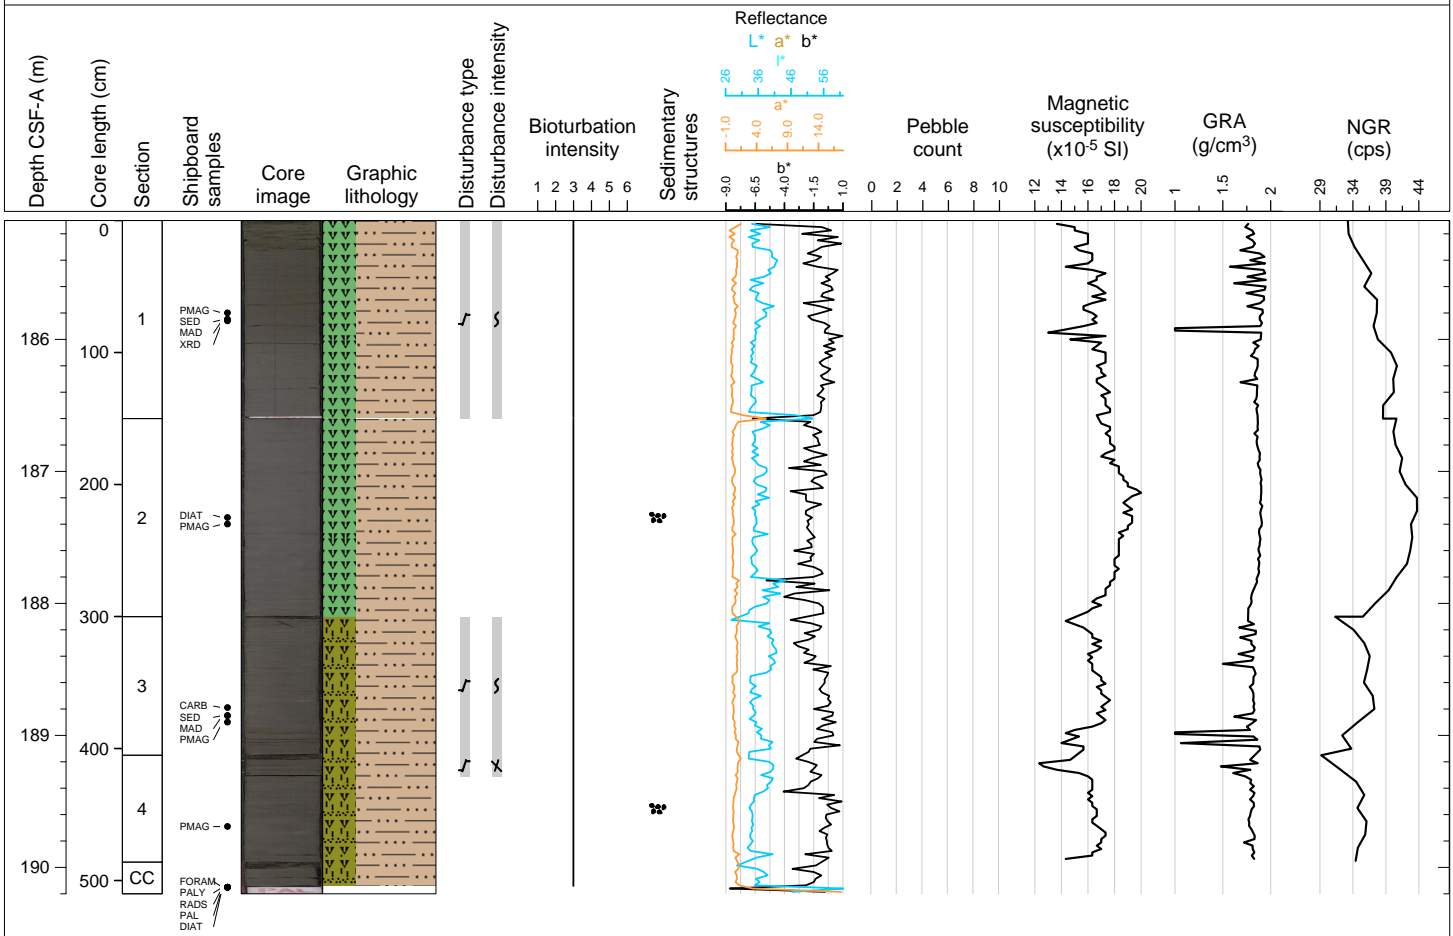 Reflectance
L* a* b*
l*
26 36 46 56
a*
-1.0 4.0 9.0 14.0
b*
-9.0 -6.5 -4.0 -1.5 1.0
Depth CSF-A (m)
Core length (cm)
Section
Shipboard
samples
Core
image
Graphic
lithology
Disturbance type
Disturbance intensity
Bioturbation
intensity
1 2 3 4 5 6
Sedimentary
structures
Pebble
count
0 2 4 6 8 10
Magnetic
susceptibility
(x10-5 SI)
12 14 16 18 20
GRA
(g/cm3)
1 1.5 2
NGR
(cps)
29 34 39 44
0
PMAG
SED
MAD
XRD
1
186
100
187
200
DIAT
PMAG
2
188
300
3
CARB
SED
MAD
PMAG
189
400
4
PMAG
190
500
CC
FORAM
PALY
RADS
PAL
DIAT
PAL